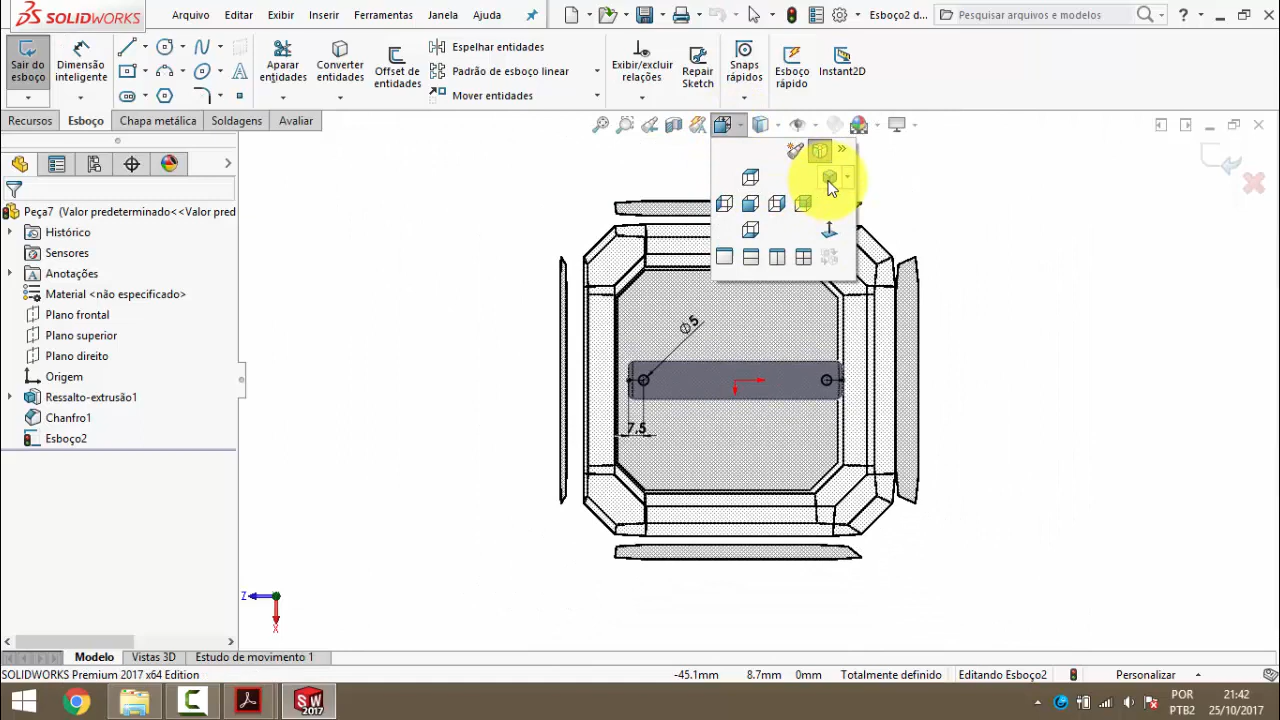 SOLIDWORKS
Arquivo Editar Exibir Inserir Ferramentas Janela Ajuda
Esboço2 d...
Pesquisar arquivos e modelos
Sair do esboço
Dimensão inteligente
Aparar entidades
Converter entidades
Offset de entidades
Espelhar entidades
Padrão de esboço linear
Mover entidades
Exibir/excluir relações
Repair Sketch
Snaps rápidos
Esboço rápido
Instant2D
Recursos Esboço Chapa metálica Soldagens Avaliar
Peça7 (Valor predeterminado<<Valor pred
Histórico
Sensores
Anotações
Material <não especificado>
Plano frontal
Plano superior
Plano direito
Origem
Ressalto-extrusão1
Chanfro1
Esboço2
∅5
7,5
Z
X
Modelo Vistas 3D Estudo de movimento 1
SOLIDWORKS Premium 2017 x64 Edition
-45.1mm 8.7mm 0mm Totalmente definido Editando Esboço2 Personalizar
SW 2017
POR
PTB2
21:42
25/10/2017